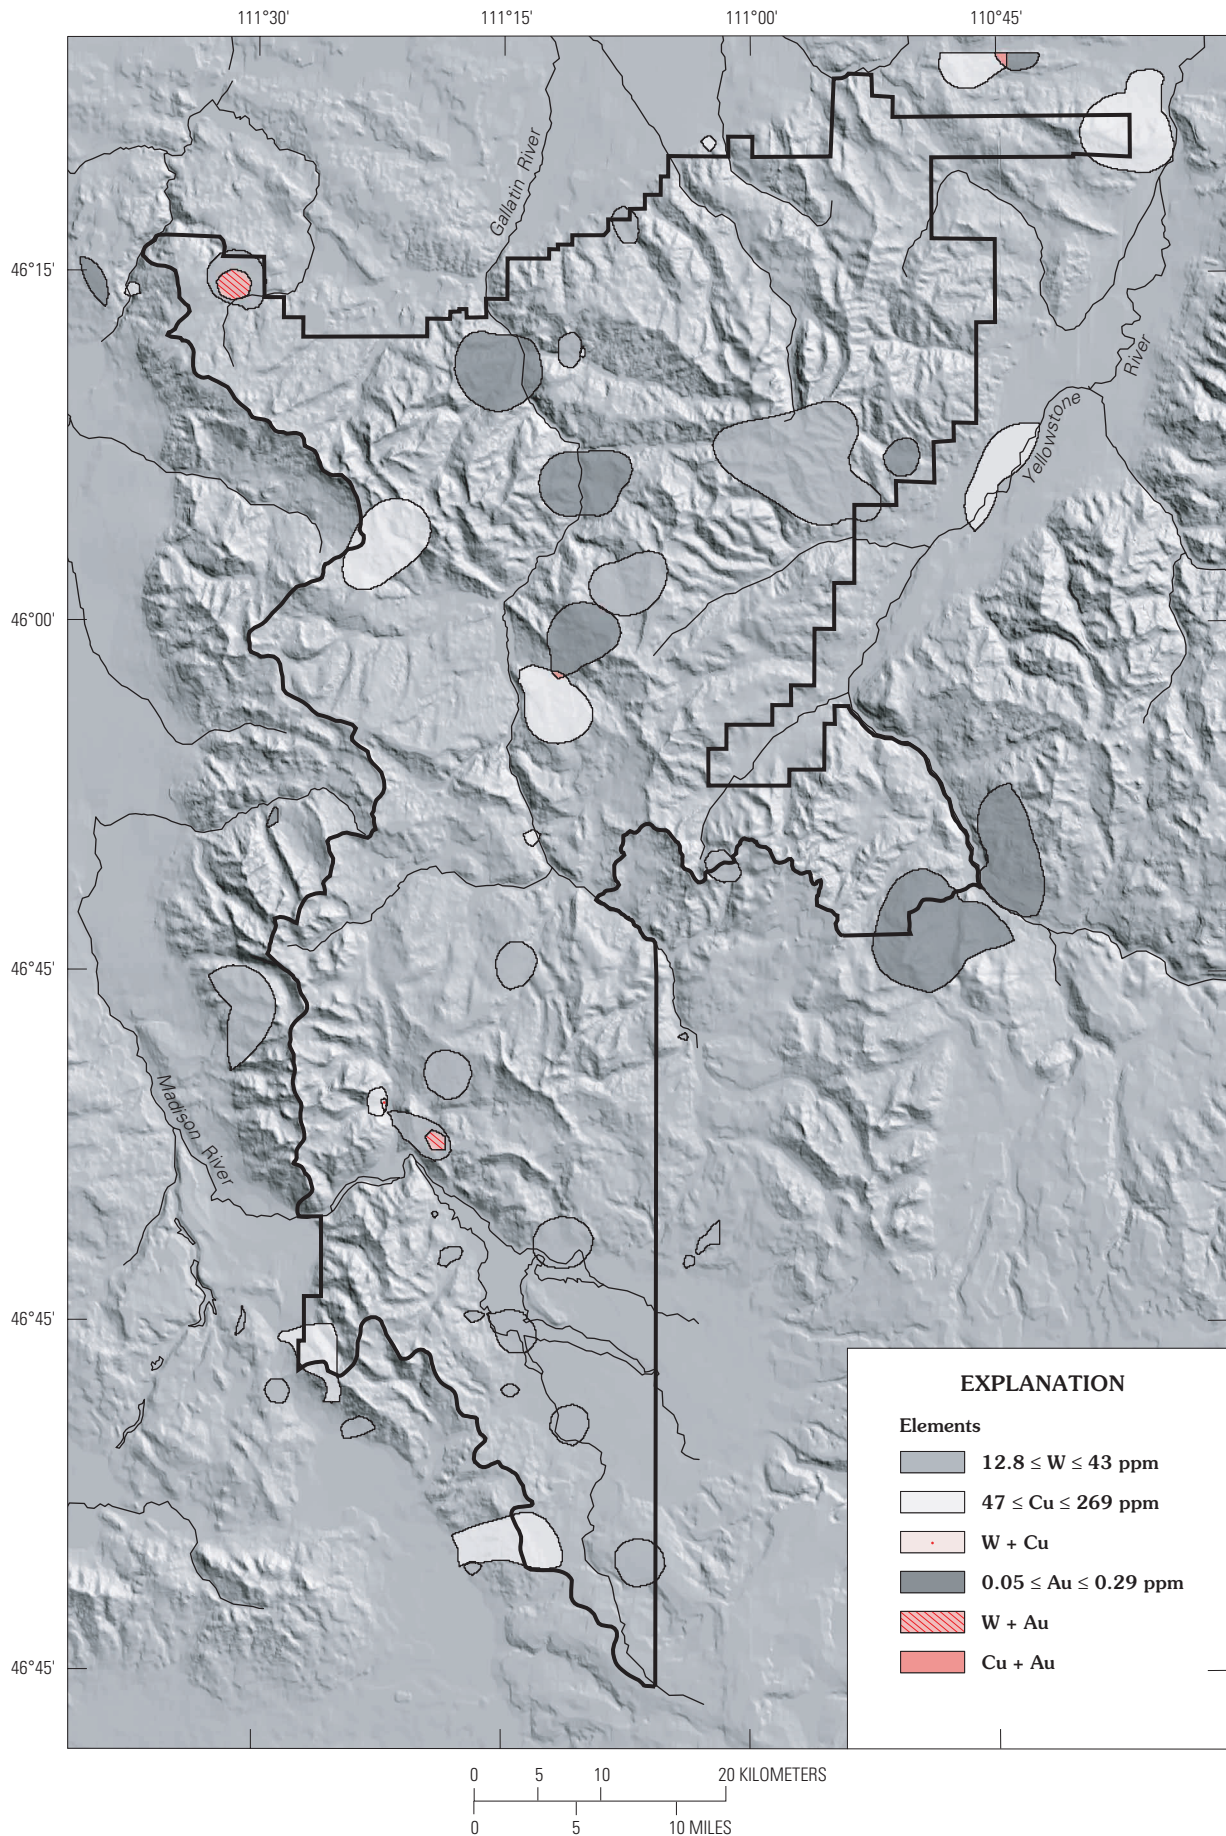 111°30' 111°15' 111°00' 110°45'
Gallatin River
46°15'
River
Yellowstone
46°00'
46°45'
Madison River
46°45'
EXPLANATION
Elements
12.8 ≤ W ≤ 43 ppm
47 ≤ Cu ≤ 269 ppm
W + Cu
0.05 ≤ Au ≤ 0.29 ppm
W + Au
Cu + Au
46°45'
0 5 10 20 KILOMETERS
0 5 10 MILES